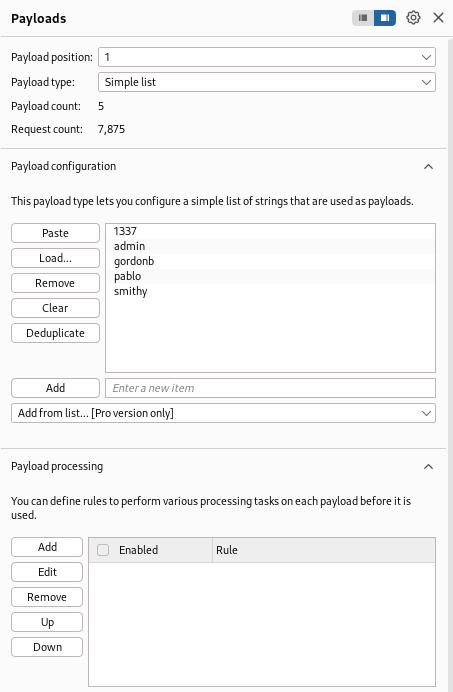 Payloads
Payload position: 1
Payload type: Simple list
Payload count: 5
Request count: 7,875
Payload configuration
This payload type lets you configure a simple list of strings that are used as payloads.
Paste
Load...
Remove
Clear
Deduplicate
1337
admin
gordonb
pablo
smithy
Add
Enter a new item
Add from list... [Pro version only]
Payload processing
You can define rules to perform various processing tasks on each payload before it is
used.
Add
Edit
Remove
Up
Down
Enabled Rule